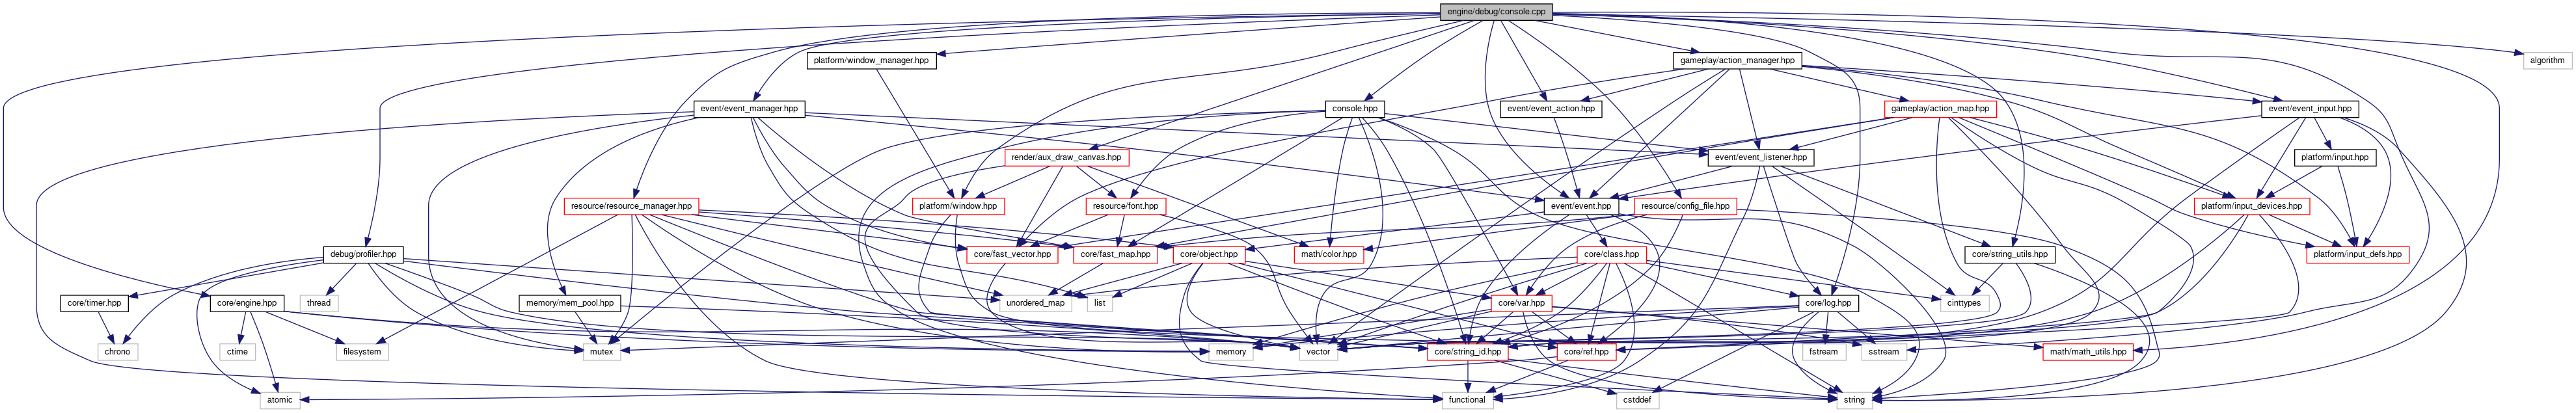 engine/debug/console.cpp
platform/window_manager.hpp
gameplay/action_manager.hpp
algorithm
event/event_manager.hpp
console.hpp
event/event_action.hpp
gameplay/action_map.hpp
event/event_input.hpp
render/aux_draw_canvas.hpp
event/event_listener.hpp
platform/input.hpp
resource/resource_manager.hpp
platform/window.hpp
resource/font.hpp
event/event.hpp
resource/config_file.hpp
platform/input_devices.hpp
debug/profiler.hpp
core/fast_vector.hpp
core/fast_map.hpp
core/object.hpp
math/color.hpp
core/class.hpp
core/string_utils.hpp
platform/input_defs.hpp
core/timer.hpp
core/engine.hpp
thread
memory/mem_pool.hpp
unordered_map
list
core/var.hpp
core/log.hpp
cinttypes
chrono
ctime
filesystem
mutex
memory
vector
core/string_id.hpp
core/ref.hpp
fstream
sstream
math/math_utils.hpp
atomic
functional
cstddef
string